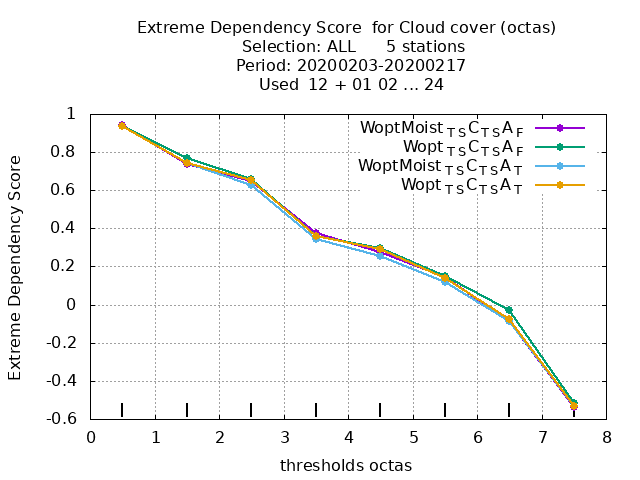 Extreme Dependency Score  for Cloud cover (octas)
Selection: ALL      5 stations
Period: 20200203-20200217
Used  12 + 01 02 ... 24
WoptMoist TS C TS A F
Wopt TS C TS A F
WoptMoist TS C TS A T
Wopt TS C TS A T
Extreme Dependency Score
1
0.8
0.6
0.4
0.2
0
-0.2
-0.4
-0.6
0 1 2 3 4 5 6 7 8
thresholds octas